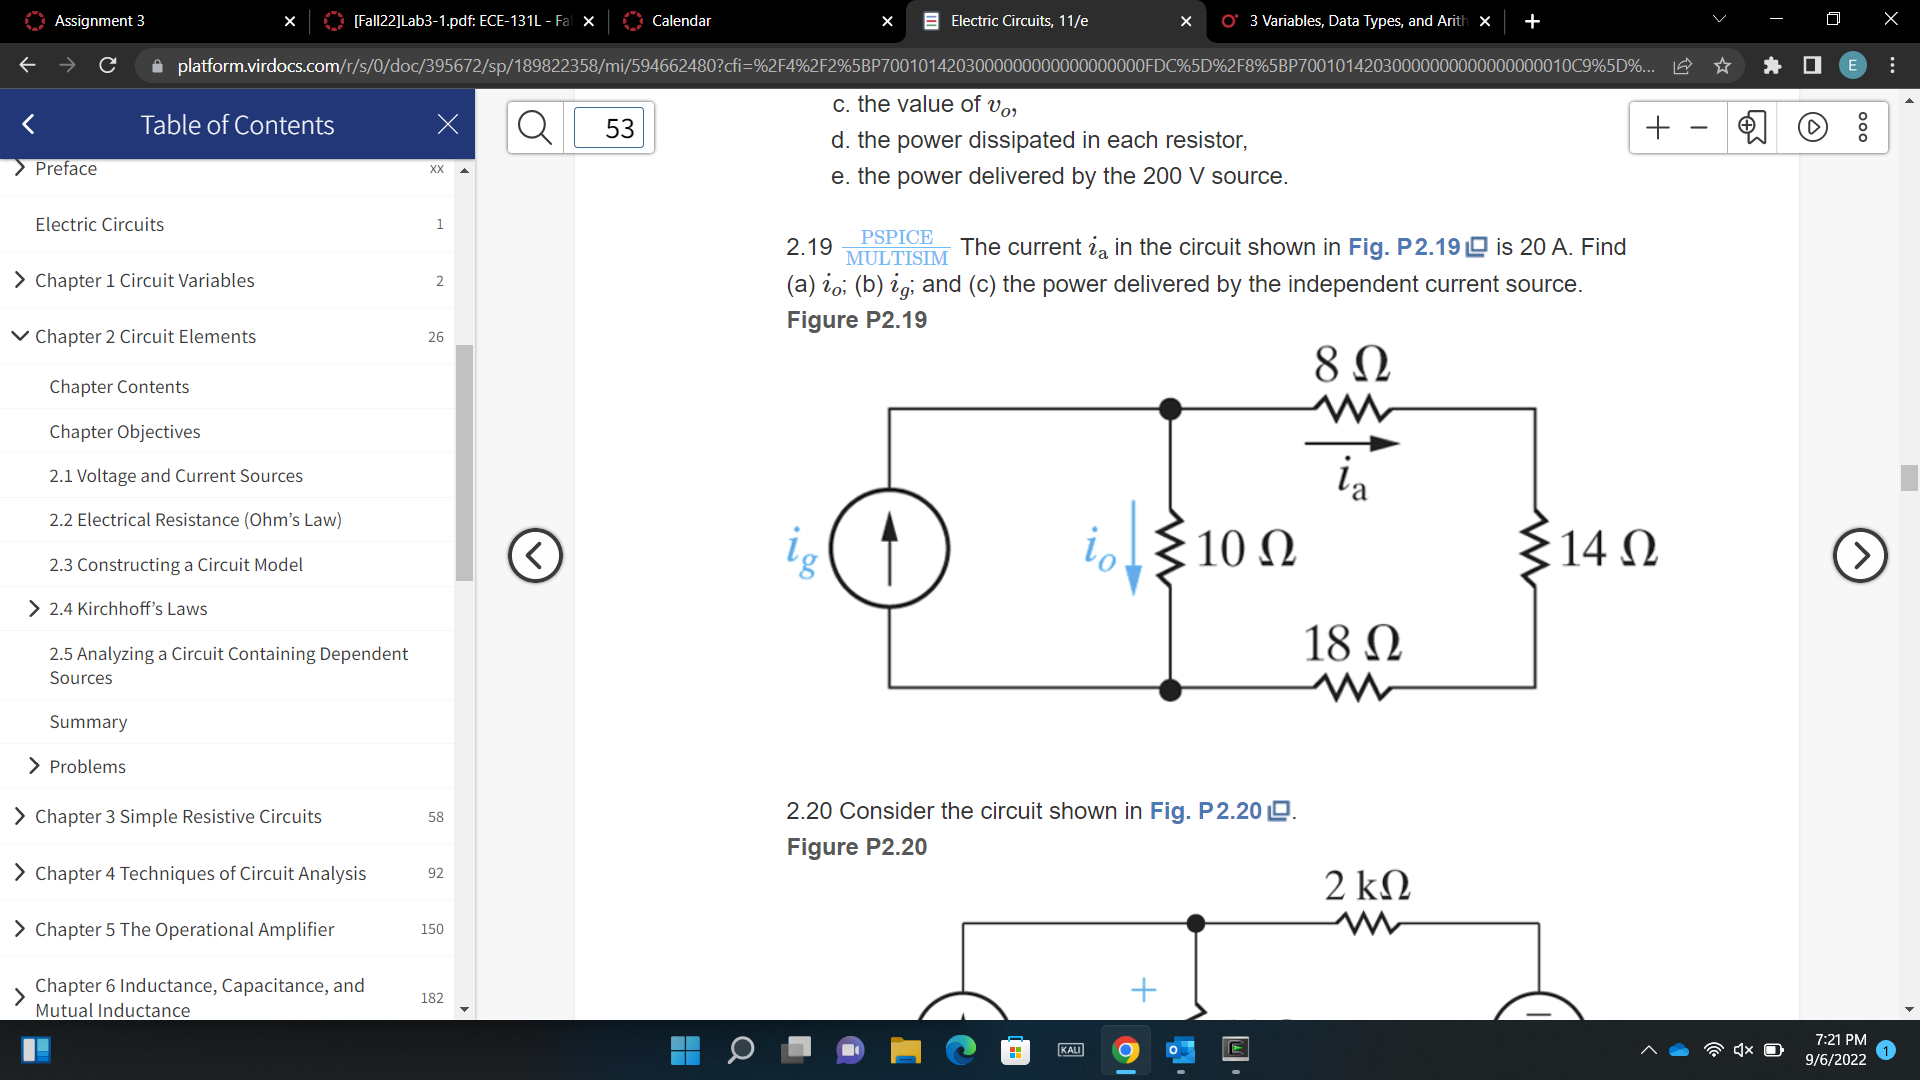 Assignment 3
[Fall22]Lab3-1.pdf: ECE-131L - Fa
Calendar
Electric Circuits, 11/e
3 Variables, Data Types, and Arith
platform.virdocs.com/r/s/0/doc/395672/sp/189822358/mi/594662480?cfi=%2F4%2F2%5BP7001014203000000000000000000FDC%5D%2F8%5BP70010142030000000000000000010C9%5D%...
E
Table of Contents
Preface xx
Electric Circuits 1
Chapter 1 Circuit Variables 2
Chapter 2 Circuit Elements 26
Chapter Contents
Chapter Objectives
2.1 Voltage and Current Sources
2.2 Electrical Resistance (Ohm's Law)
2.3 Constructing a Circuit Model
2.4 Kirchhoff's Laws
2.5 Analyzing a Circuit Containing Dependent
Sources
Summary
Problems
Chapter 3 Simple Resistive Circuits 58
Chapter 4 Techniques of Circuit Analysis 92
Chapter 5 The Operational Amplifier 150
Chapter 6 Inductance, Capacitance, and
Mutual Inductance 182
53
c. the value of v_o,
d. the power dissipated in each resistor,
e. the power delivered by the 200 V source.
2.19 PSPICE MULTISIM The current i_a in the circuit shown in Fig. P2.19 is 20 A. Find
(a) i_o; (b) i_g; and (c) the power delivered by the independent current source.
Figure P2.19
8 Ω
i_a
i_g
i_o
10 Ω
14 Ω
18 Ω
2.20 Consider the circuit shown in Fig. P2.20.
Figure P2.20
2 kΩ
+
KALI
7:21 PM
9/6/2022
1